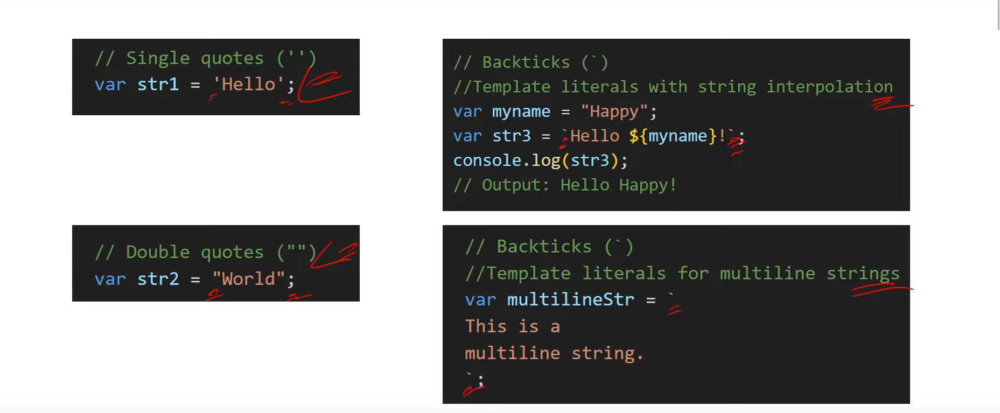 // Single quotes ('')
var str1 = 'Hello';
// Double quotes ("")
var str2 = "World";
// Backticks (`)
//Template literals with string interpolation
var myname = "Happy";
var str3 = `Hello ${myname}!`;
console.log(str3);
// Output: Hello Happy!
// Backticks (`)
//Template literals for multiline strings
var multilineStr = `
This is a
multiline string.
`;